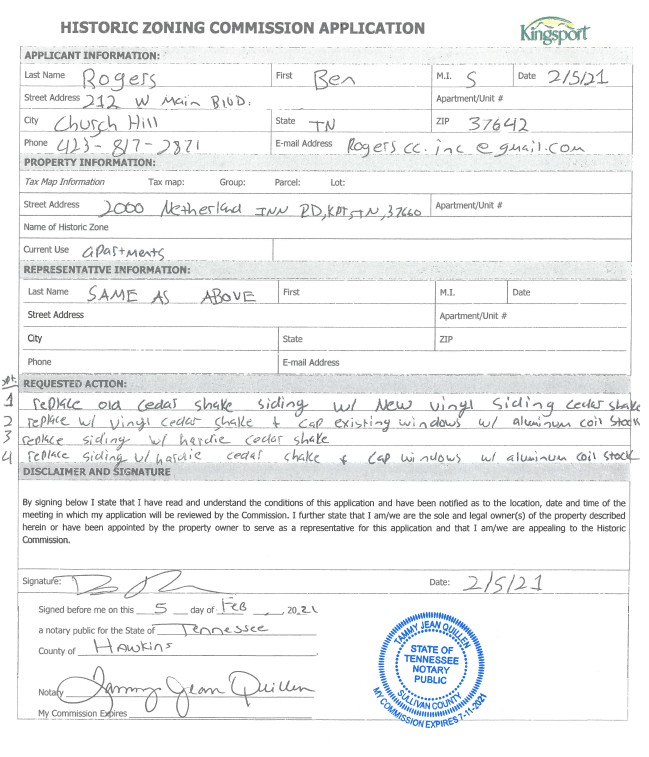 HISTORIC ZONING COMMISSION APPLICATION
Kingsport
APPLICANT INFORMATION:
Last Name Rogers First Ben M.I. S Date 2/5/21
Street Address 212 W Main BLVD. Apartment/Unit #
City Church Hill State TN ZIP 37642
Phone 423-817-2871 E-mail Address Rogers cc.inc @ gmail.com
PROPERTY INFORMATION:
Tax Map Information Tax map: Group: Parcel: Lot:
Street Address 2000 Netherland INN RD, KPT, TN, 37660 Apartment/Unit #
Name of Historic Zone
Current Use apartments
REPRESENTATIVE INFORMATION:
Last Name SAME AS ABOVE First M.I. Date
Street Address Apartment/Unit #
City State ZIP
Phone E-mail Address
REQUESTED ACTION:
1 replace old cedar shake siding w/ New vinyl siding cedar shake
2 replace w/ vinyl cedar shake + cap existing windows w/ aluminum coil stock
3 replace siding w/ hardie cedar shake
4 replace siding w/ hardie cedar shake + cap windows w/ aluminum coil stock
DISCLAIMER AND SIGNATURE
By signing below I state that I have read and understand the conditions of this application and have been notified as to the location, date and time of the
meeting in which my application will be reviewed by the Commission. I further state that I am/we are the sole and legal owner(s) of the property described
herein or have been appointed by the property owner to serve as a representative for this application and that I am/we are appealing to the Historic
Commission.
Signature: Date: 2/5/21
Signed before me on this 5 day of Feb , 2021
a notary public for the State of Tennessee
County of Hawkins
Notary Tammy Jean Quillen
My Commission Expires
TAMMY JEAN QUILLEN
STATE OF
TENNESSEE
NOTARY
PUBLIC
SULLIVAN COUNTY
MY COMMISSION EXPIRES 7-11-2021